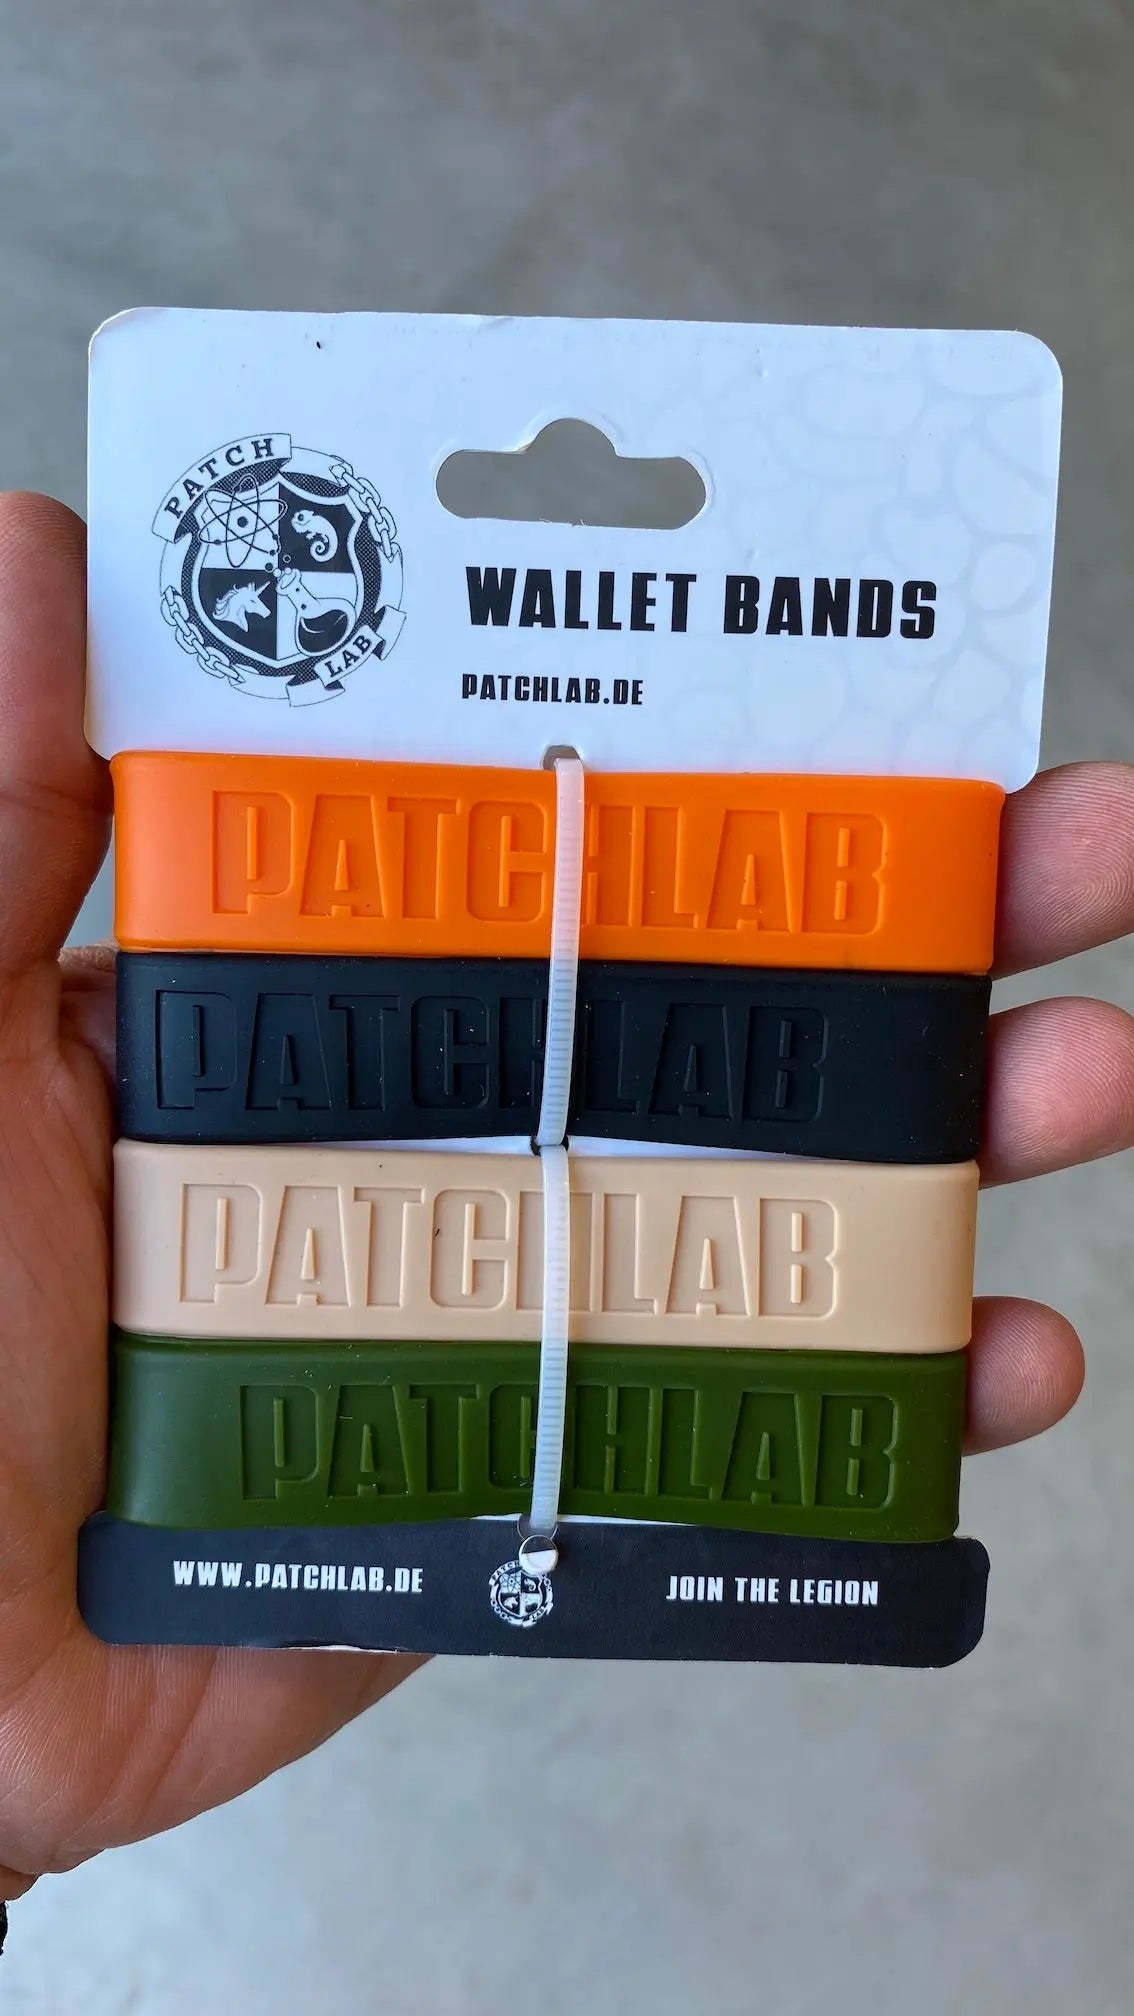 PATCH
LAB
WALLET BANDS
PATCHLAB.DE
PATCHLAB
PATCHLAB
PATCHLAB
PATCHLAB
WWW.PATCHLAB.DE
JOIN THE LEGION